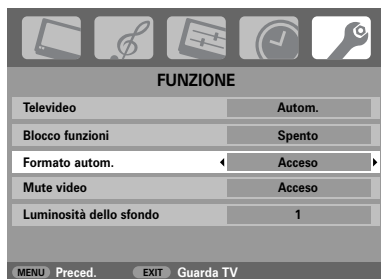 FUNZIONE
Televideo Autom.
Blocco funzioni Spento
Formato autom. Acceso
Mute video Acceso
Luminosità dello sfondo 1
MENU Preced. EXIT Guarda TV